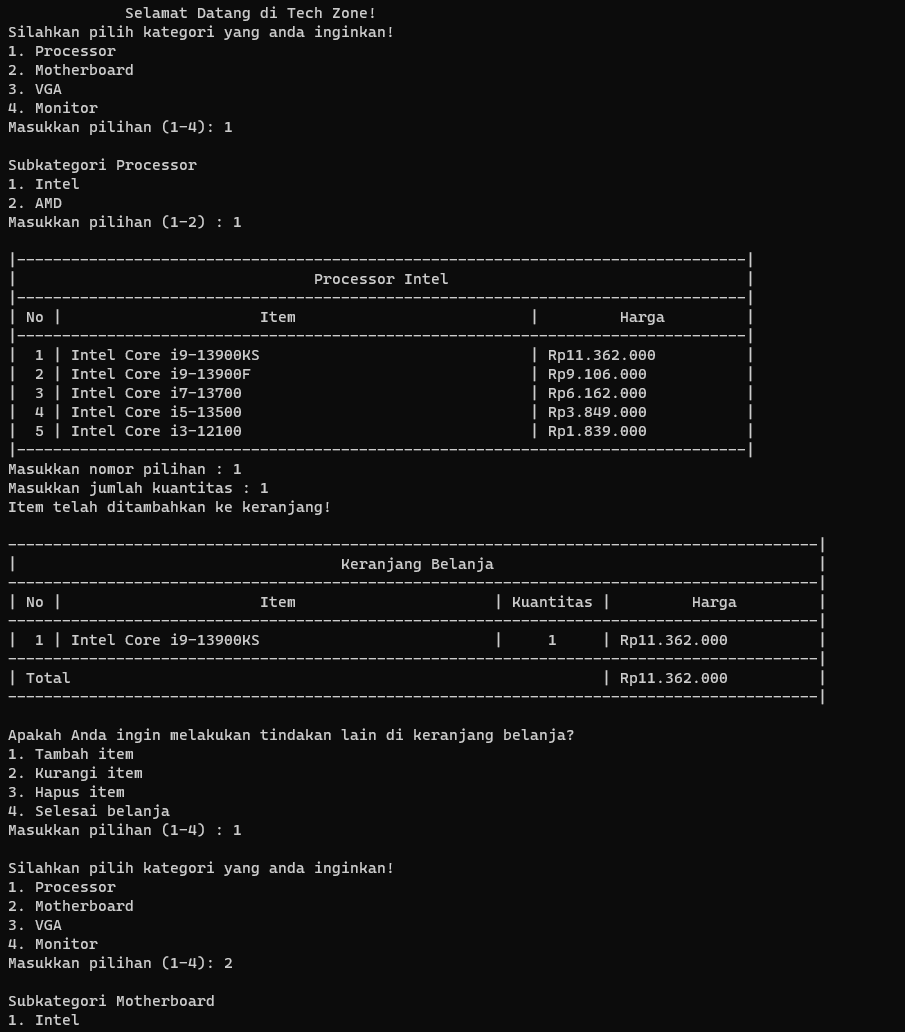 Selamat Datang di Tech Zone!
Silahkan pilih kategori yang anda inginkan!
1. Processor
2. Motherboard
3. VGA
4. Monitor
Masukkan pilihan (1-4): 1
Subkategori Processor
1. Intel
2. AMD
Masukkan pilihan (1-2) : 1
|---------------------------------------------------------------------------------|
| Processor Intel |
|---------------------------------------------------------------------------------|
| No | Item | Harga |
|---------------------------------------------------------------------------------|
| 1 | Intel Core i9-13900KS | Rp11.362.000 |
| 2 | Intel Core i9-13900F | Rp9.106.000 |
| 3 | Intel Core i7-13700 | Rp6.162.000 |
| 4 | Intel Core i5-13500 | Rp3.849.000 |
| 5 | Intel Core i3-12100 | Rp1.839.000 |
|---------------------------------------------------------------------------------|
Masukkan nomor pilihan : 1
Masukkan jumlah kuantitas : 1
Item telah ditambahkan ke keranjang!
------------------------------------------------------------------------------------------|
| Keranjang Belanja |
------------------------------------------------------------------------------------------|
| No | Item | Kuantitas | Harga |
------------------------------------------------------------------------------------------|
| 1 | Intel Core i9-13900KS | 1 | Rp11.362.000 |
------------------------------------------------------------------------------------------|
| Total | Rp11.362.000 |
------------------------------------------------------------------------------------------|
Apakah Anda ingin melakukan tindakan lain di keranjang belanja?
1. Tambah item
2. Kurangi item
3. Hapus item
4. Selesai belanja
Masukkan pilihan (1-4) : 1
Silahkan pilih kategori yang anda inginkan!
1. Processor
2. Motherboard
3. VGA
4. Monitor
Masukkan pilihan (1-4): 2
Subkategori Motherboard
1. Intel